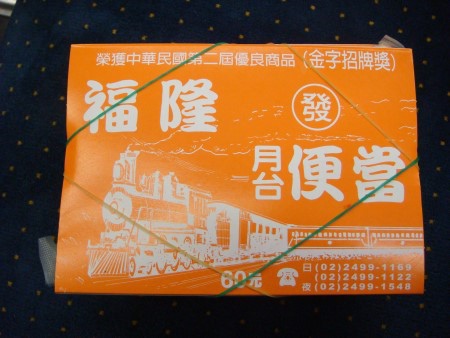 榮獲中華民國第二屆優良商品(金字招牌獎)
福隆 發
月台便當
60元
☎ 日(02)2499-1169
(02)2499-1122
夜(02)2499-1548